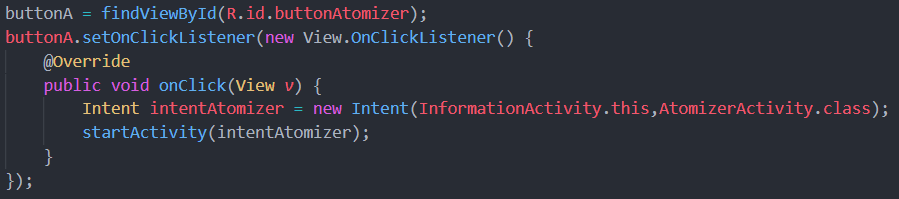 buttonA = findViewById(R.id.buttonAtomizer);
buttonA.setOnClickListener(new View.OnClickListener() {
    @Override
    public void onClick(View v) {
        Intent intentAtomizer = new Intent(InformationActivity.this,AtomizerActivity.class);
        startActivity(intentAtomizer);
    }
});